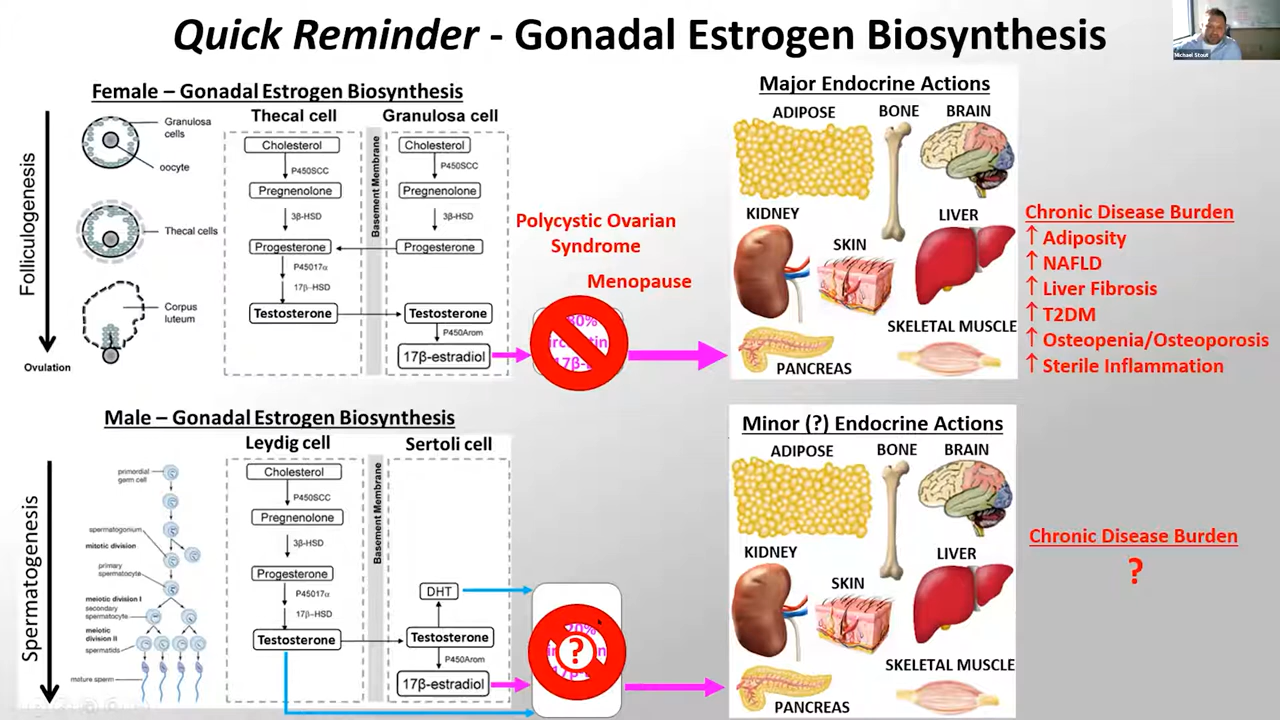 Quick Reminder - Gonadal Estrogen Biosynthesis
Michael Stout
Female – Gonadal Estrogen Biosynthesis
Folliculogenesis
Ovulation
Granulosa
cells
oocyte
Thecal cells
Corpus
luteum
Thecal cell
Cholesterol
P450SCC
Pregnenolone
3β-HSD
Progesterone
P45017α
17β-HSD
Testosterone
Basement Membrane
Granulosa cell
Cholesterol
P450SCC
Pregnenolone
3β-HSD
Progesterone
Testosterone
P450Arom
17β-estradiol
Polycystic Ovarian
Syndrome
Menopause
Major Endocrine Actions
ADIPOSE
BONE
BRAIN
KIDNEY
SKIN
LIVER
SKELETAL MUSCLE
PANCREAS
Chronic Disease Burden
↑ Adiposity
↑ NAFLD
↑ Liver Fibrosis
↑ T2DM
↑ Osteopenia/Osteoporosis
↑ Sterile Inflammation
Male – Gonadal Estrogen Biosynthesis
Spermatogenesis
primordial
germ cell
spermatogonium
mitotic division
primary
spermatocyte
meiotic division I
secondary
spermatocyte
meiotic
division II
spermatids
mature sperm
Leydig cell
Cholesterol
P450SCC
Pregnenolone
3β-HSD
Progesterone
P45017α
17β-HSD
Testosterone
Basement Membrane
Sertoli cell
DHT
Testosterone
P450Arom
17β-estradiol
?
Minor (?) Endocrine Actions
ADIPOSE
BONE
BRAIN
KIDNEY
SKIN
LIVER
SKELETAL MUSCLE
PANCREAS
Chronic Disease Burden
?